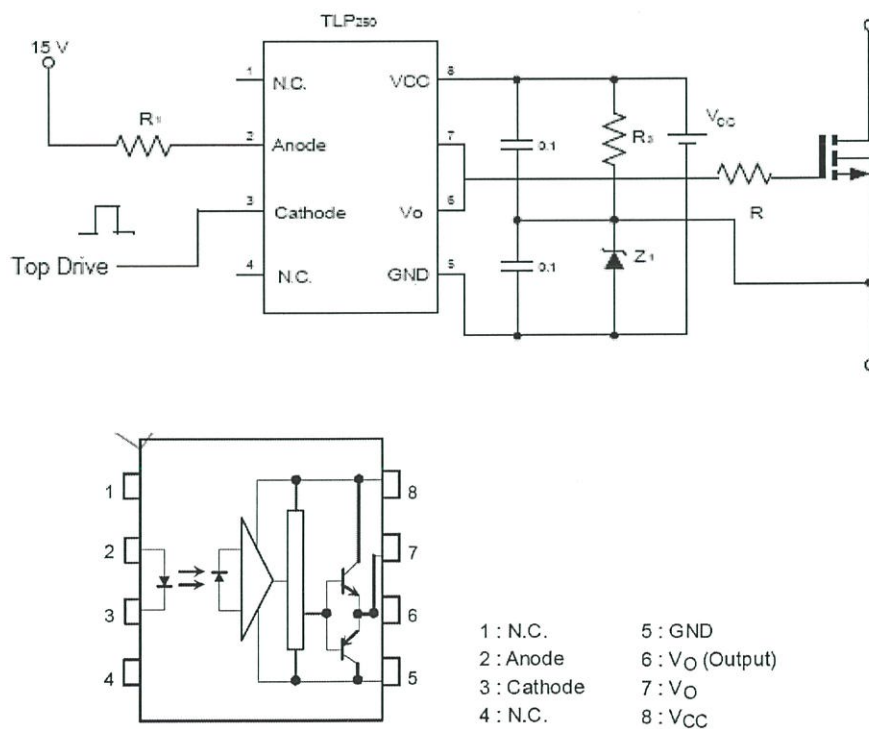 TLP250
15 V
1 N.C. VCC 8
R1
2 Anode 7
0.1 R3 VCC
3 Cathode Vo 6
R
Top Drive
4 N.C. GND 5
0.1 Z1
1 8
2 7
3 6
4 5
1 : N.C. 5 : GND
2 : Anode 6 : VO (Output)
3 : Cathode 7 : VO
4 : N.C. 8 : VCC